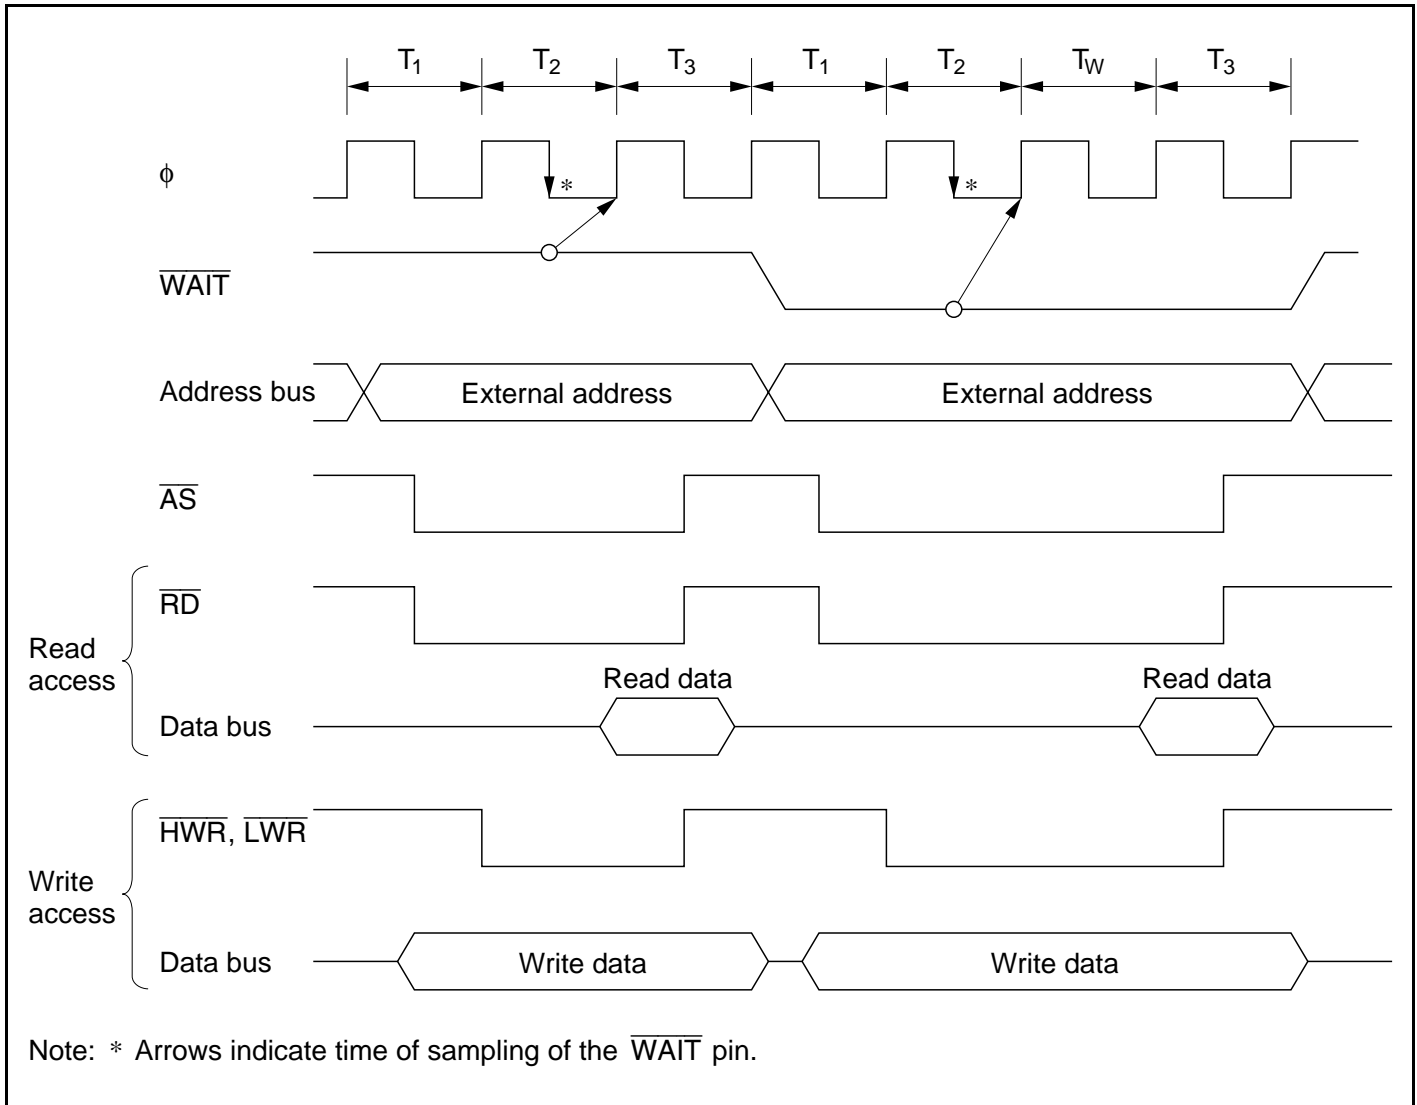 T1 T2 T3 T1 T2 TW T3
ϕ * *
WAIT
Address bus External address External address
AS
Read access
RD
Read data Read data
Data bus
Write access
HWR, LWR
Data bus Write data Write data
Note: * Arrows indicate time of sampling of the WAIT pin.